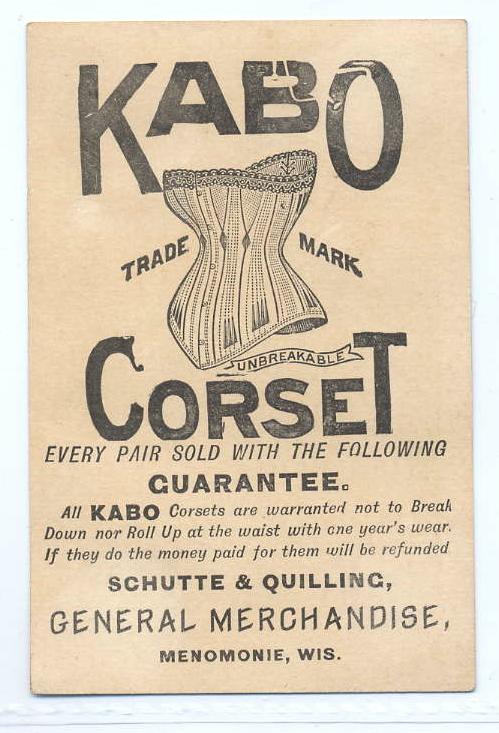 KABO
TRADE MARK
UNBREAKABLE
CORSET
EVERY PAIR SOLD WITH THE FOLLOWING
GUARANTEE.
All KABO Corsets are warranted not to Break
Down nor Roll Up at the waist with one year's wear.
If they do the money paid for them will be refunded
SCHUTTE & QUILLING,
GENERAL MERCHANDISE,
MENOMONIE, WIS.